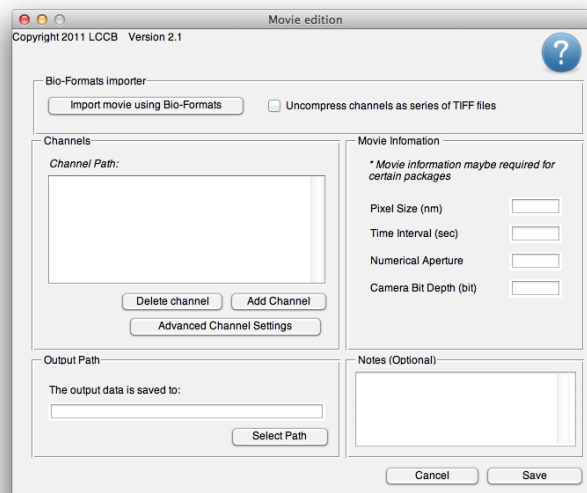 Movie edition
Copyright 2011 LCCB Version 2.1
?
Bio-Formats importer
Import movie using Bio-Formats
Uncompress channels as series of TIFF files
Channels
Channel Path:
Delete channel
Add Channel
Advanced Channel Settings
Movie Infomation
* Movie information maybe required for
certain packages
Pixel Size (nm)
Time Interval (sec)
Numerical Aperture
Camera Bit Depth (bit)
Output Path
The output data is saved to:
Select Path
Notes (Optional)
Cancel
Save